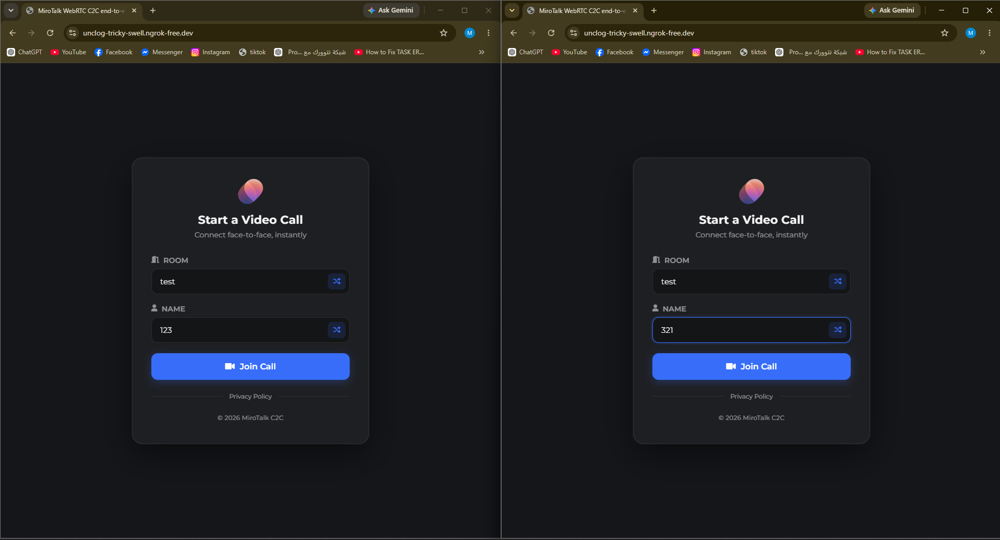 MiroTalk WebRTC C2C end-to-e
Ask Gemini
unclog-tricky-swell.ngrok-free.dev
M
ChatGPT
YouTube
Facebook
Messenger
Instagram
tiktok
Pro... شبكة نتوورك مع
How to Fix TASK ER...
Start a Video Call
Connect face-to-face, instantly
ROOM
test
NAME
123
Join Call
Privacy Policy
© 2026 MiroTalk C2C
MiroTalk WebRTC C2C end-to-e
Ask Gemini
unclog-tricky-swell.ngrok-free.dev
M
ChatGPT
YouTube
Facebook
Messenger
Instagram
tiktok
Pro... شبكة نتوورك مع
How to Fix TASK ER...
Start a Video Call
Connect face-to-face, instantly
ROOM
test
NAME
321
Join Call
Privacy Policy
© 2026 MiroTalk C2C